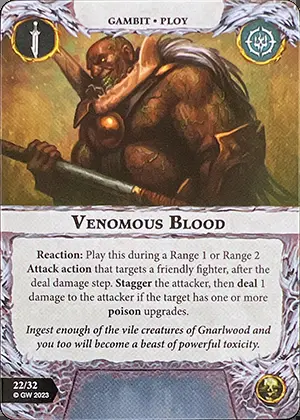 GAMBIT • PLOY
VENOMOUS BLOOD
Reaction: Play this during a Range 1 or Range 2
Attack action that targets a friendly fighter, after the
deal damage step. Stagger the attacker, then deal 1
damage to the attacker if the target has one or more
poison upgrades.
Ingest enough of the vile creatures of Gnarlwood and
you too will become a beast of powerful toxicity.
22/32
© GW 2023